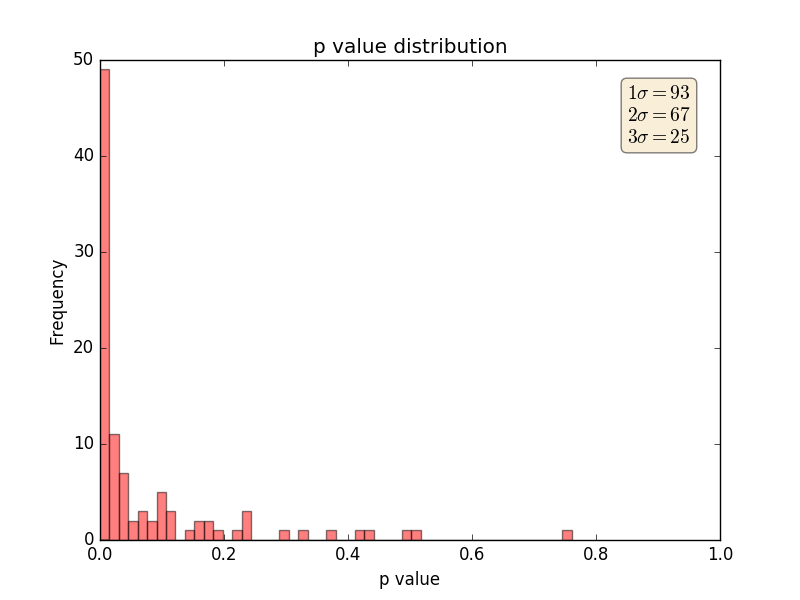 p value distribution
1σ = 93
2σ = 67
3σ = 25
50
40
30
20
10
0
Frequency
0.0 0.2 0.4 0.6 0.8 1.0
p value